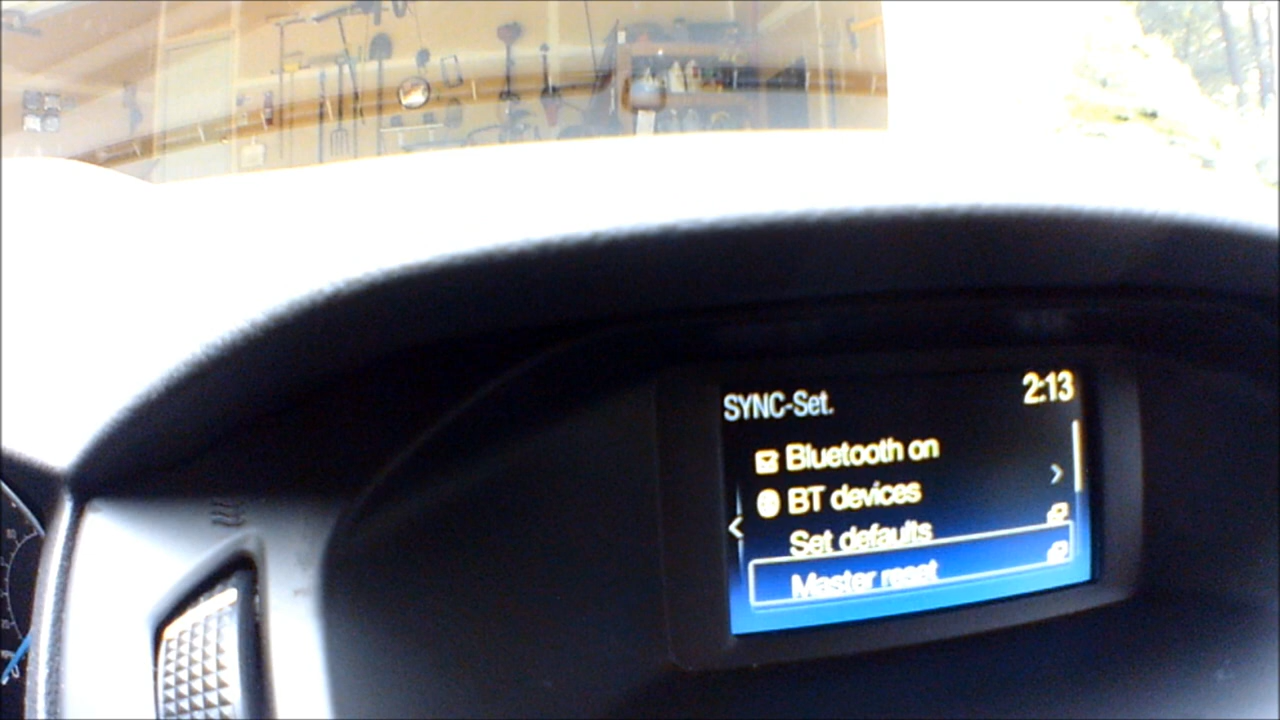 SYNC-Set.
2:13
Bluetooth on
BT devices
Set defaults
Master reset